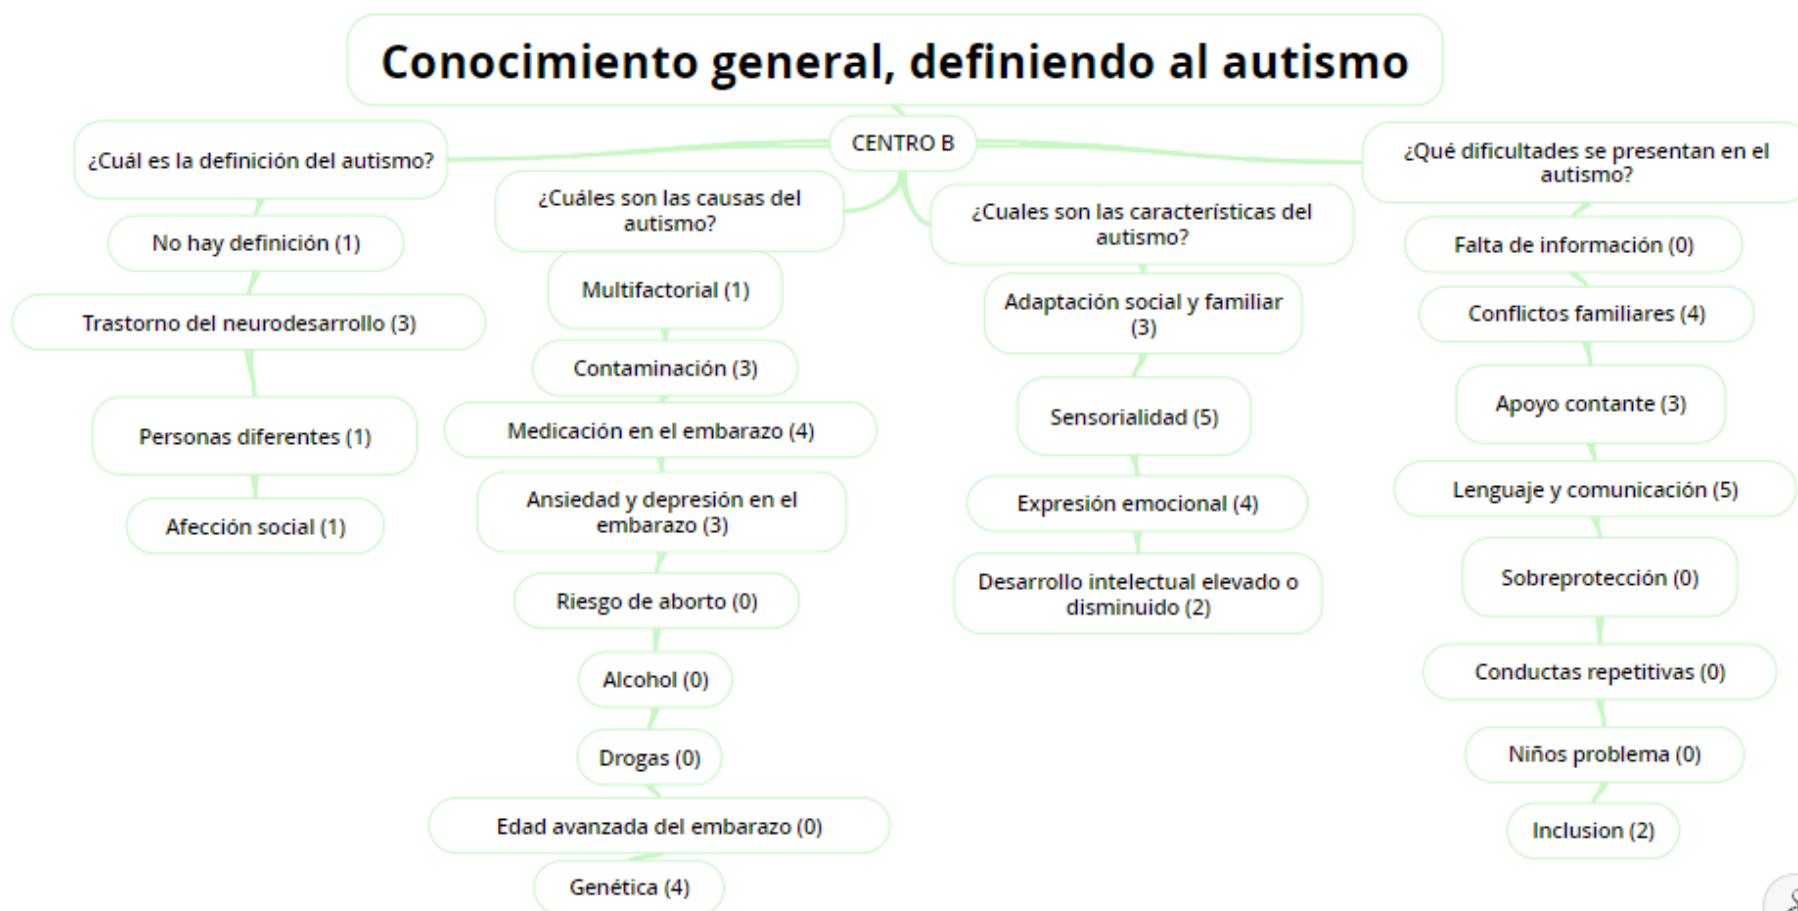 Conocimiento general, definiendo al autismo
CENTRO B
¿Cuál es la definición del autismo?
No hay definición (1)
Trastorno del neurodesarrollo (3)
Personas diferentes (1)
Afección social (1)
¿Cuáles son las causas del
autismo?
Multifactorial (1)
Contaminación (3)
Medicación en el embarazo (4)
Ansiedad y depresión en el
embarazo (3)
Riesgo de aborto (0)
Alcohol (0)
Drogas (0)
Edad avanzada del embarazo (0)
Genética (4)
¿Cuales son las características del
autismo?
Adaptación social y familiar
(3)
Sensorialidad (5)
Expresión emocional (4)
Desarrollo intelectual elevado o
disminuido (2)
¿Qué dificultades se presentan en el
autismo?
Falta de información (0)
Conflictos familiares (4)
Apoyo contante (3)
Lenguaje y comunicación (5)
Sobreprotección (0)
Conductas repetitivas (0)
Niños problema (0)
Inclusion (2)